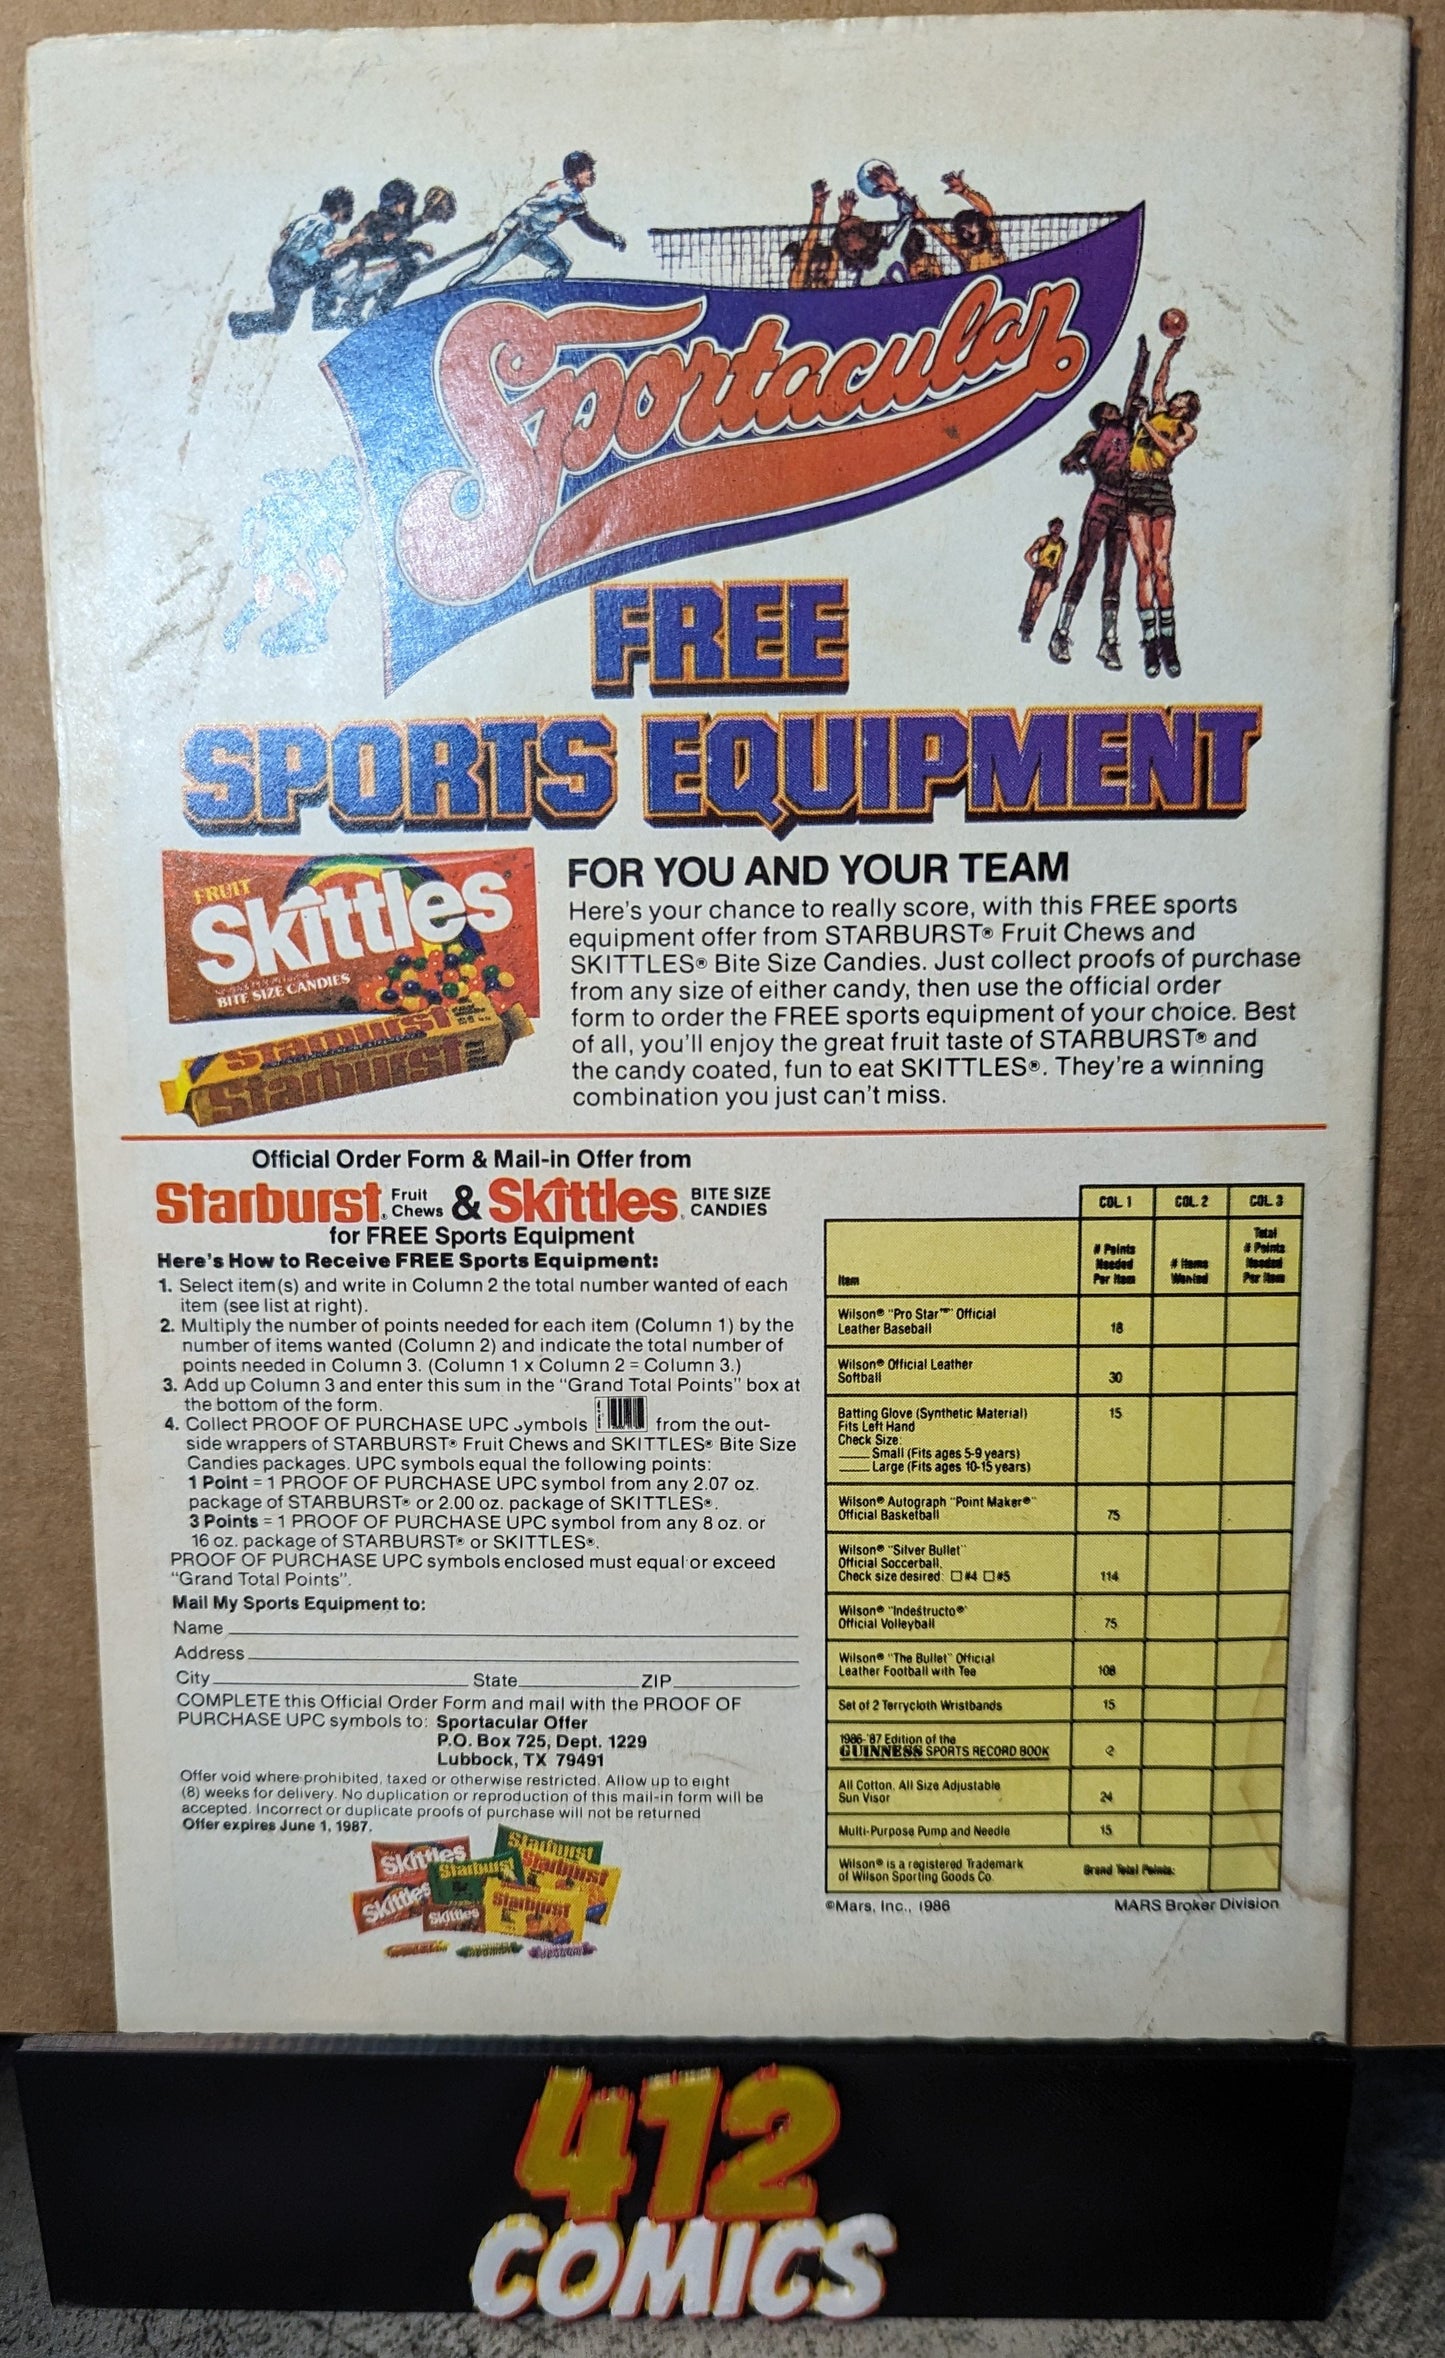 Sportacular
FREE
SPORTS EQUIPMENT
FRUIT
Skittles
BITE SIZE CANDIES
Starburst
Starburst
FOR YOU AND YOUR TEAM
Here's your chance to really score, with this FREE sports
equipment offer from STARBURST® Fruit Chews and
SKITTLES® Bite Size Candies. Just collect proofs of purchase
from any size of either candy, then use the official order
form to order the FREE sports equipment of your choice. Best
of all, you'll enjoy the great fruit taste of STARBURST® and
the candy coated, fun to eat SKITTLES®. They're a winning
combination you just can't miss.
Official Order Form & Mail-in Offer from
Starburst® Fruit Chews & Skittles® BITE SIZE CANDIES
for FREE Sports Equipment
Here's How to Receive FREE Sports Equipment:
1. Select item(s) and write in Column 2 the total number wanted of each
item (see list at right).
2. Multiply the number of points needed for each item (Column 1) by the
number of items wanted (Column 2) and indicate the total number of
points needed in Column 3. (Column 1 x Column 2 = Column 3.)
3. Add up Column 3 and enter this sum in the "Grand Total Points" box at
the bottom of the form.
4. Collect PROOF OF PURCHASE UPC symbols from the out-
side wrappers of STARBURST® Fruit Chews and SKITTLES® Bite Size
Candies packages. UPC symbols equal the following points:
1 Point = 1 PROOF OF PURCHASE UPC symbol from any 2.07 oz.
package of STARBURST® or 2.00 oz. package of SKITTLES®.
3 Points = 1 PROOF OF PURCHASE UPC symbol from any 8 oz. or
16 oz. package of STARBURST® or SKITTLES®.
PROOF OF PURCHASE UPC symbols enclosed must equal or exceed
"Grand Total Points".
Mail My Sports Equipment to:
Name
Address
City State ZIP
COMPLETE this Official Order Form and mail with the PROOF OF
PURCHASE UPC symbols to: Sportacular Offer
P.O. Box 725, Dept. 1229
Lubbock, TX 79491
Offer void where prohibited, taxed or otherwise restricted. Allow up to eight
(8) weeks for delivery. No duplication or reproduction of this mail-in form will be
accepted. Incorrect or duplicate proofs of purchase will not be returned
Offer expires June 1, 1987.
Skittles
Starburst
Starburst
Starburst
Skittles
Skittles
Starburst
COL. 1 COL. 2 COL. 3
Item
# Points Needed Per Item
# Items Wanted
Total # Points Needed Per Item
Wilson® "Pro Star™" Official
Leather Baseball 18
Wilson® Official Leather
Softball 30
Batting Glove (Synthetic Material) 15
Fits Left Hand
Check Size:
Small (Fits ages 5-9 years)
Large (Fits ages 10-15 years)
Wilson® Autograph "Point Maker®"
Official Basketball 75
Wilson® "Silver Bullet"
Official Soccerball.
Check size desired: ☐ #4 ☐ #5 114
Wilson® "Indestructo®"
Official Volleyball 75
Wilson® "The Bullet" Official
Leather Football with Tee 108
Set of 2 Terrycloth Wristbands 15
1986-'87 Edition of the
GUINNESS SPORTS RECORD BOOK
All Cotton, All Size Adjustable
Sun Visor 24
Multi-Purpose Pump and Needle 15
Wilson® is a registered Trademark
of Wilson Sporting Goods Co.
Grand Total Points:
©Mars, Inc., 1986 MARS Broker Division
412
COMICS